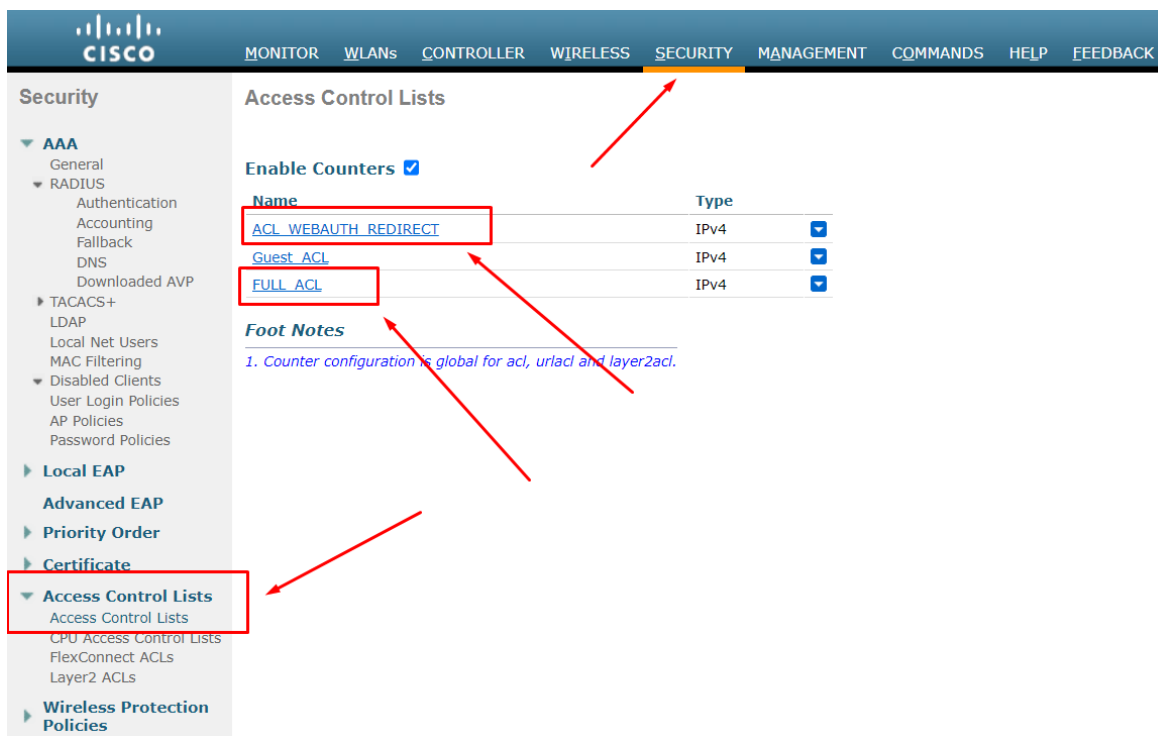 CISCO
MONITOR WLANs CONTROLLER WIRELESS SECURITY MANAGEMENT COMMANDS HELP FEEDBACK
Security
AAA
General
RADIUS
Authentication
Accounting
Fallback
DNS
Downloaded AVP
TACACS+
LDAP
Local Net Users
MAC Filtering
Disabled Clients
User Login Policies
AP Policies
Password Policies
Local EAP
Advanced EAP
Priority Order
Certificate
Access Control Lists
Access Control Lists
CPU Access Control Lists
FlexConnect ACLs
Layer2 ACLs
Wireless Protection
Policies
Access Control Lists
Enable Counters
Name Type
ACL_WEBAUTH_REDIRECT IPv4
Guest_ACL IPv4
FULL_ACL IPv4
Foot Notes
1. Counter configuration is global for acl, urlacl and layer2acl.